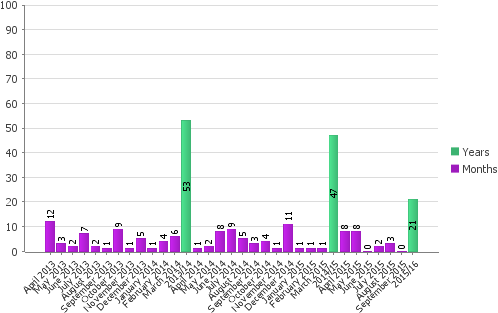 100
90
80
70
60
50
40
30
20
10
0
12
3
2
7
2
1
9
1
5
1
4
6
53
1
2
8
9
5
3
4
1
11
1
1
1
47
8
8
0
2
3
0
21
April 2013
May 2013
June 2013
July 2013
August 2013
September 2013
October 2013
November 2013
December 2013
January 2014
February 2014
March 2014
2013/14
April 2014
May 2014
June 2014
July 2014
August 2014
September 2014
October 2014
November 2014
December 2014
January 2015
February 2015
March 2015
2014/15
April 2015
May 2015
June 2015
July 2015
August 2015
September 2015
2015/16
Years
Months